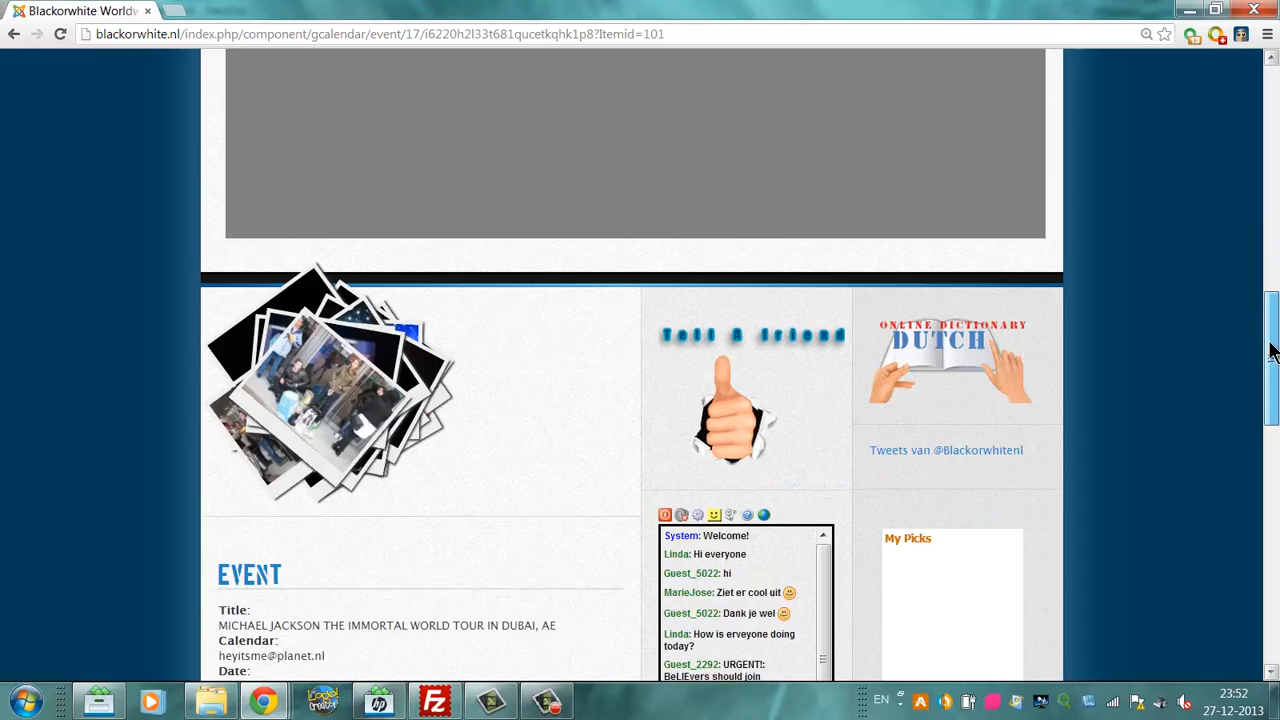 Blackorwhite Worldw
blackorwhite.nl/index.php/component/gcalendar/event/17/i6220h2l33t681qucetkqhk1p8?Itemid=101
Tell A friend
ONLINE DICTIONARY
DUTCH
Tweets van @Blackorwhitenl
My Picks
System: Welcome!
Linda: Hi everyone
Guest_5022: hi
MarieJose: Ziet er cool uit
Guest_5022: Dank je wel
Linda: How is erveyone doing
today?
Guest_2292: URGENT!:
BeLIEvers should join
EVENT
Title:
MICHAEL JACKSON THE IMMORTAL WORLD TOUR IN DUBAI, AE
Calendar:
heyitsme@planet.nl
Date:
EN
23:52
27-12-2013